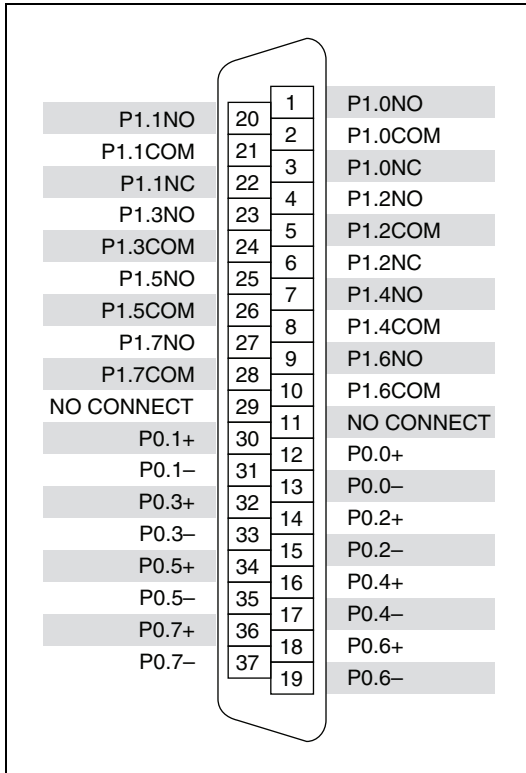 1 P1.0NO
P1.1NO 20
2 P1.0COM
P1.1COM 21
3 P1.0NC
P1.1NC 22
4 P1.2NO
P1.3NO 23
5 P1.2COM
P1.3COM 24
6 P1.2NC
P1.5NO 25
7 P1.4NO
P1.5COM 26
8 P1.4COM
P1.7NO 27
9 P1.6NO
P1.7COM 28
10 P1.6COM
NO CONNECT 29
11 NO CONNECT
P0.1+ 30
12 P0.0+
P0.1– 31
13 P0.0–
P0.3+ 32
14 P0.2+
P0.3– 33
15 P0.2–
P0.5+ 34
16 P0.4+
P0.5– 35
17 P0.4–
P0.7+ 36
18 P0.6+
P0.7– 37
19 P0.6–